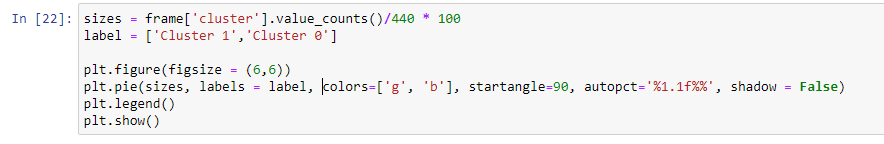 In [22]: sizes = frame['cluster'].value_counts()/440 * 100
label = ['Cluster 1','Cluster 0']
plt.figure(figsize = (6,6))
plt.pie(sizes, labels = label, colors=['g', 'b'], startangle=90, autopct='%1.1f%%', shadow = False)
plt.legend()
plt.show()